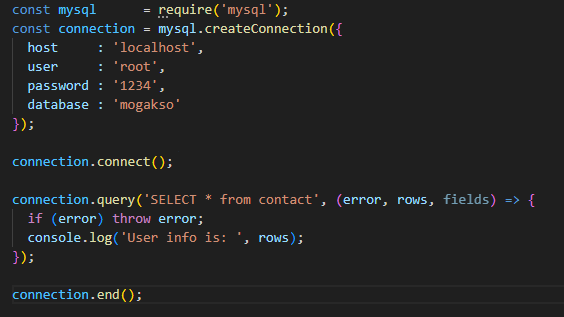 const mysql      = require('mysql');
const connection = mysql.createConnection({
  host     : 'localhost',
  user     : 'root',
  password : '1234',
  database : 'mogakso'
});

connection.connect();

connection.query('SELECT * from contact', (error, rows, fields) => {
  if (error) throw error;
  console.log('User info is: ', rows);
});

connection.end();